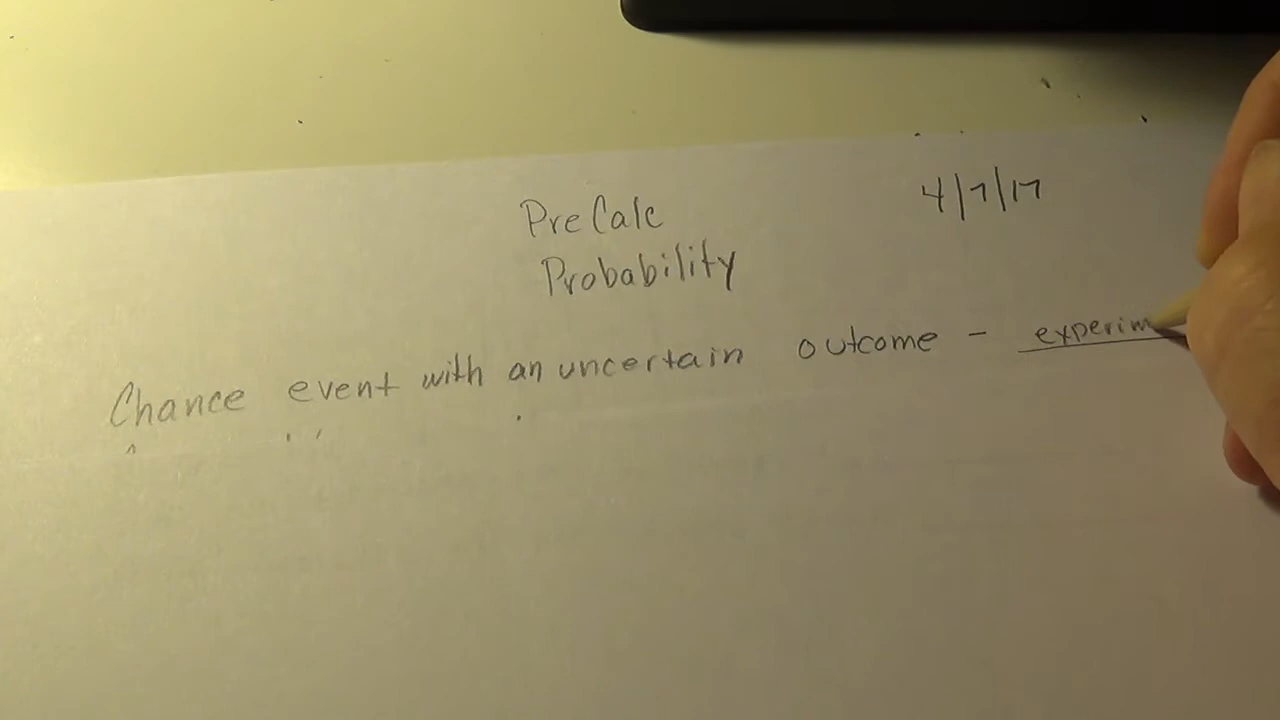 PreCalc 4/7/17
Probability
Chance event with an uncertain outcome - experim